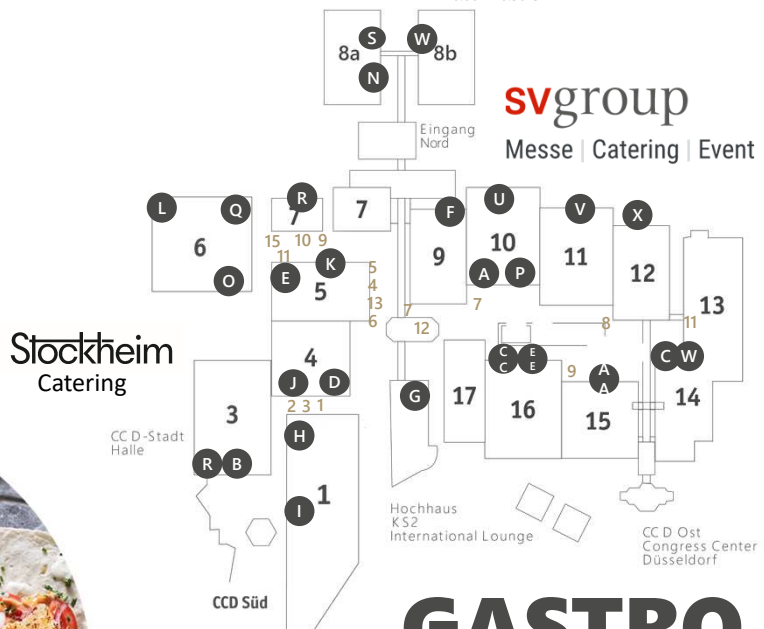 S
W
8a
8b
N
svgroup
Messe | Catering | Event
Eingang
Nord
L
Q
R
7
7
F
U
V
X
6
15 10 9
11
9
10
11
12
13
O
E
K
5
5
4
13
6
A
P
7
7
12
8
11
Stockheim
Catering
4
J
D
2 3 1
G
17
C
C
E
E
16
9
A
A
15
C
W
14
3
CCD-Stadt
Halle
R
B
H
I
1
Hochhaus
KS2
International Lounge
CCD Ost
Congress Center
Düsseldorf
CCD Süd
GASTRO